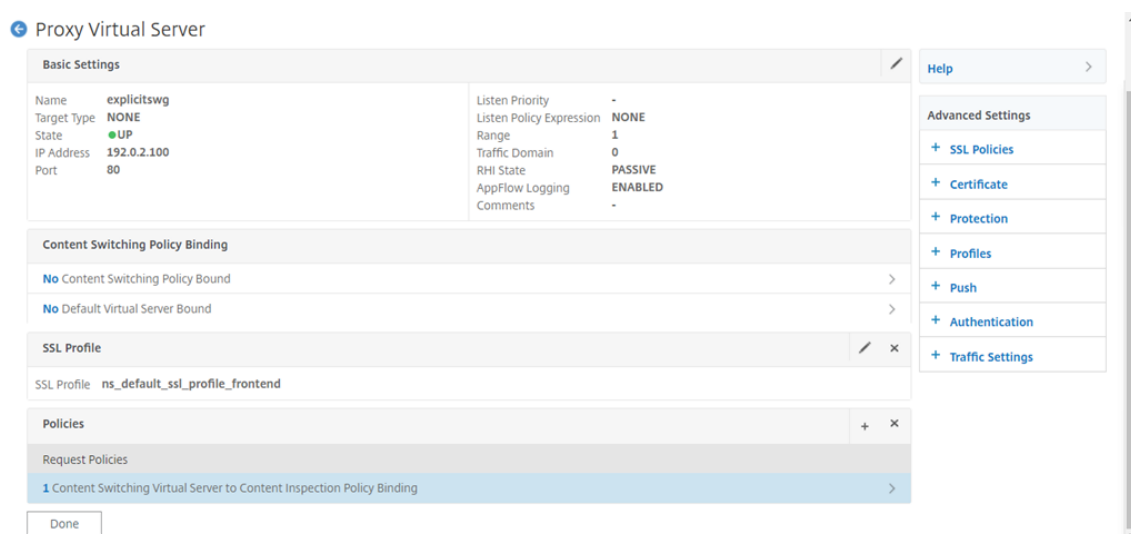 Proxy Virtual Server
Basic Settings
Name explicitswg
Target Type NONE
State UP
IP Address 192.0.2.100
Port 80
Listen Priority -
Listen Policy Expression NONE
Range 1
Traffic Domain 0
RHI State PASSIVE
AppFlow Logging ENABLED
Comments -
Content Switching Policy Binding
No Content Switching Policy Bound
No Default Virtual Server Bound
SSL Profile
SSL Profile ns_default_ssl_profile_frontend
Policies
Request Policies
1 Content Switching Virtual Server to Content Inspection Policy Binding
Done
Help
Advanced Settings
+ SSL Policies
+ Certificate
+ Protection
+ Profiles
+ Push
+ Authentication
+ Traffic Settings